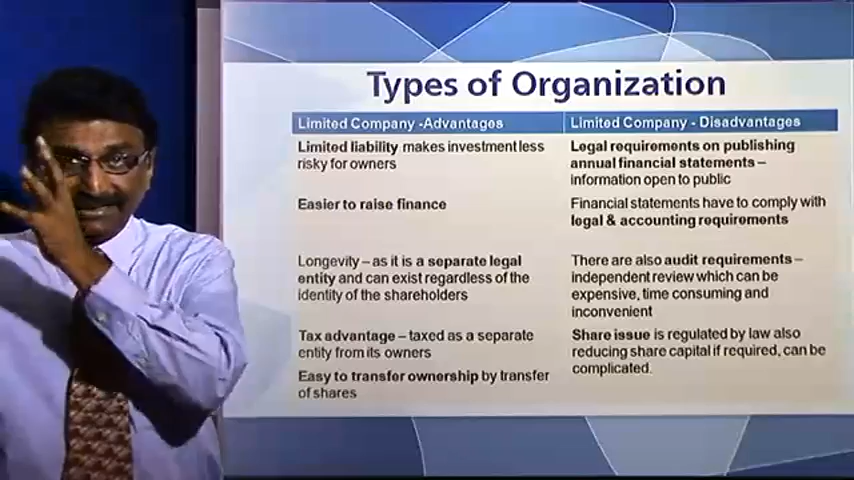 Types of Organization
Limited Company -Advantages
Limited Company - Disadvantages
Limited liability makes investment less
risky for owners
Legal requirements on publishing
annual financial statements –
information open to public
Easier to raise finance
Financial statements have to comply with
legal & accounting requirements
Longevity – as it is a separate legal
entity and can exist regardless of the
identity of the shareholders
There are also audit requirements –
independent review which can be
expensive, time consuming and
inconvenient
Tax advantage – taxed as a separate
entity from its owners
Share issue is regulated by law also
reducing share capital if required, can be
complicated.
Easy to transfer ownership by transfer
of shares